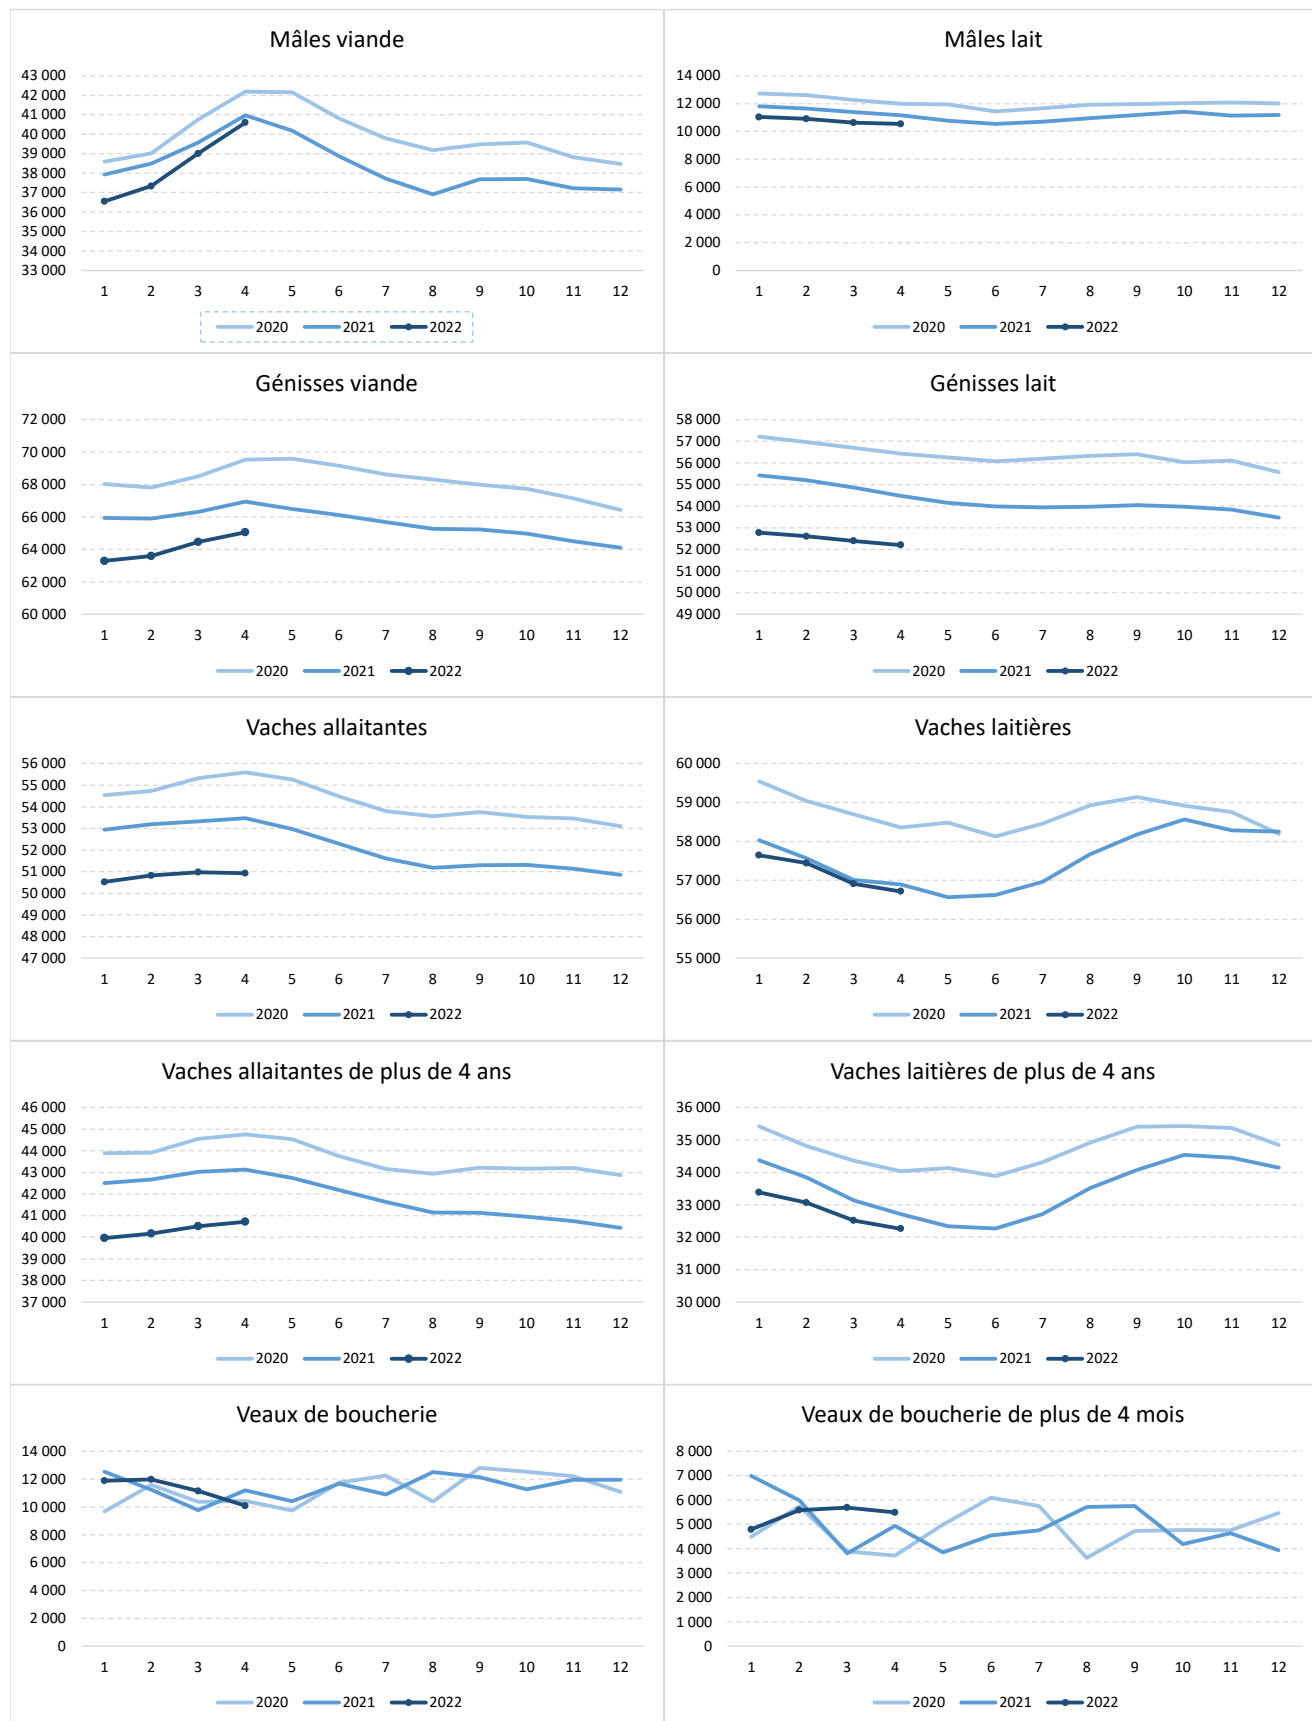 Mâles viande
43 000
42 000
41 000
40 000
39 000
38 000
37 000
36 000
35 000
34 000
33 000
1 2 3 4 5 6 7 8 9 10 11 12
2020 2021 2022
Mâles lait
14 000
12 000
10 000
8 000
6 000
4 000
2 000
0
1 2 3 4 5 6 7 8 9 10 11 12
2020 2021 2022
Génisses viande
72 000
70 000
68 000
66 000
64 000
62 000
60 000
1 2 3 4 5 6 7 8 9 10 11 12
2020 2021 2022
Génisses lait
58 000
57 000
56 000
55 000
54 000
53 000
52 000
51 000
50 000
49 000
1 2 3 4 5 6 7 8 9 10 11 12
2020 2021 2022
Vaches allaitantes
56 000
55 000
54 000
53 000
52 000
51 000
50 000
49 000
48 000
47 000
1 2 3 4 5 6 7 8 9 10 11 12
2020 2021 2022
Vaches laitières
60 000
59 000
58 000
57 000
56 000
55 000
1 2 3 4 5 6 7 8 9 10 11 12
2020 2021 2022
Vaches allaitantes de plus de 4 ans
46 000
45 000
44 000
43 000
42 000
41 000
40 000
39 000
38 000
37 000
1 2 3 4 5 6 7 8 9 10 11 12
2020 2021 2022
Vaches laitières de plus de 4 ans
36 000
35 000
34 000
33 000
32 000
31 000
30 000
1 2 3 4 5 6 7 8 9 10 11 12
2020 2021 2022
Veaux de boucherie
14 000
12 000
10 000
8 000
6 000
4 000
2 000
0
1 2 3 4 5 6 7 8 9 10 11 12
2020 2021 2022
Veaux de boucherie de plus de 4 mois
8 000
7 000
6 000
5 000
4 000
3 000
2 000
1 000
0
1 2 3 4 5 6 7 8 9 10 11 12
2020 2021 2022